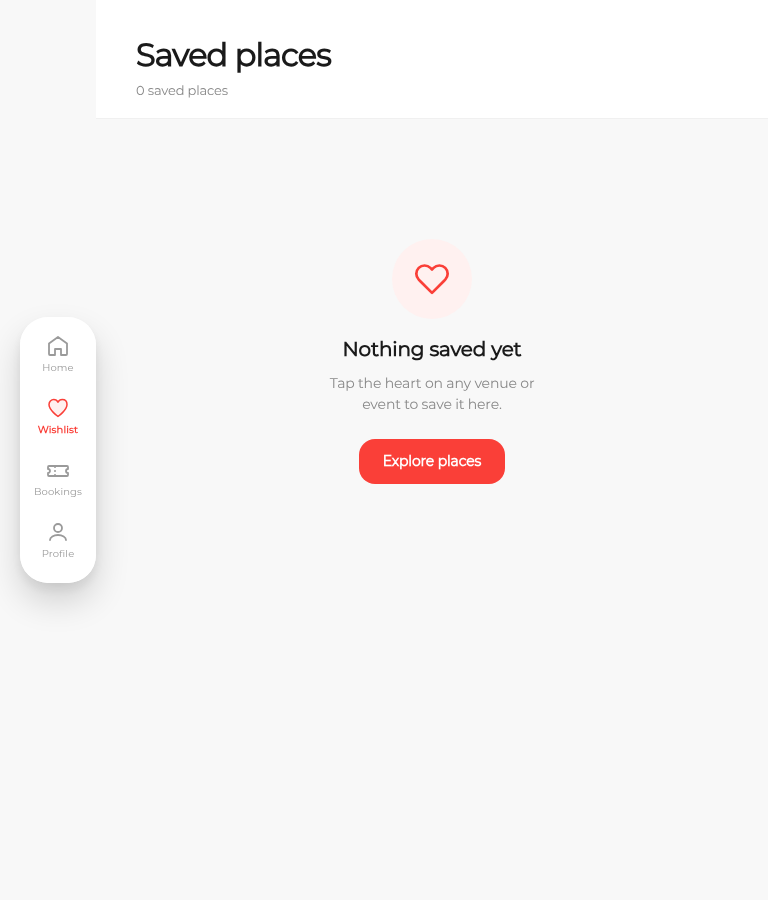 Saved places
0 saved places
Home
Wishlist
Bookings
Profile
Nothing saved yet
Tap the heart on any venue or
event to save it here.
Explore places